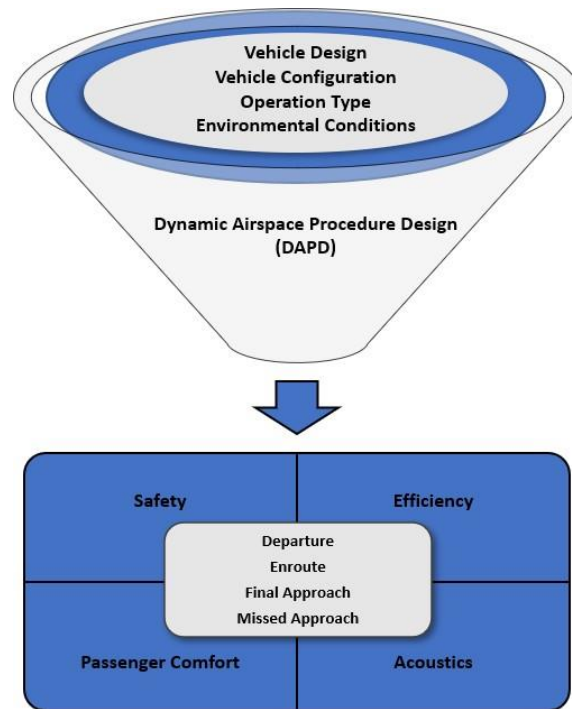 Vehicle Design
Vehicle Configuration
Operation Type
Environmental Conditions
Dynamic Airspace Procedure Design
(DAPD)
Safety
Efficiency
Departure
Enroute
Final Approach
Missed Approach
Passenger Comfort
Acoustics